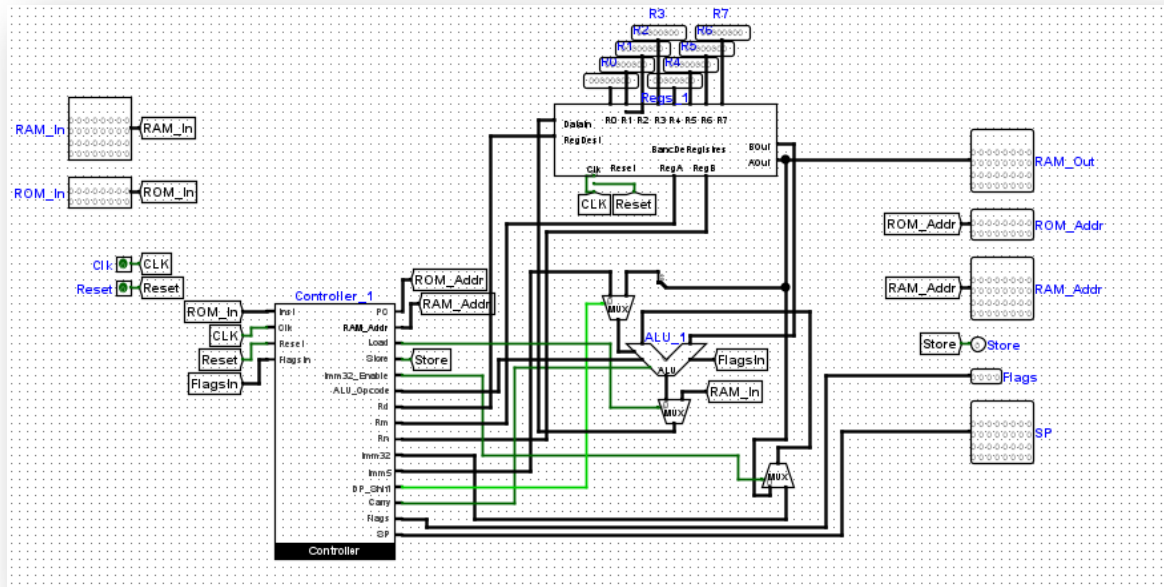 R3 R7
R2 R6
R1 R5
R0 R4
Regs_1
R0 R1 R2 R3 R4 R5 R6 R7
DataIn
RegDest
BancDeRegistres
BOut
AOut
Clk Reset RegA RegB
CLK Reset
RAM_In RAM_In
ROM_In ROM_In
RAM_Out
ROM_Addr ROM_Addr
RAM_Addr RAM_Addr
Store Store
Flags
SP
Clk CLK
Reset Reset
ROM_Addr
RAM_Addr
Controller_1
ROM_In
CLK
Reset
FlagsIn
Inst PC
Clk RAM_Addr
Reset Load
FlagsIn Store
Store
Imm32_Enable
ALU_Opcode
Rd
Rm
Rn
Imm32
Imm5
DP_Shift
Carry
Flags
SP
Controller
MUX
ALU_1
ALU
FlagsIn
RAM_In
MUX
MUX